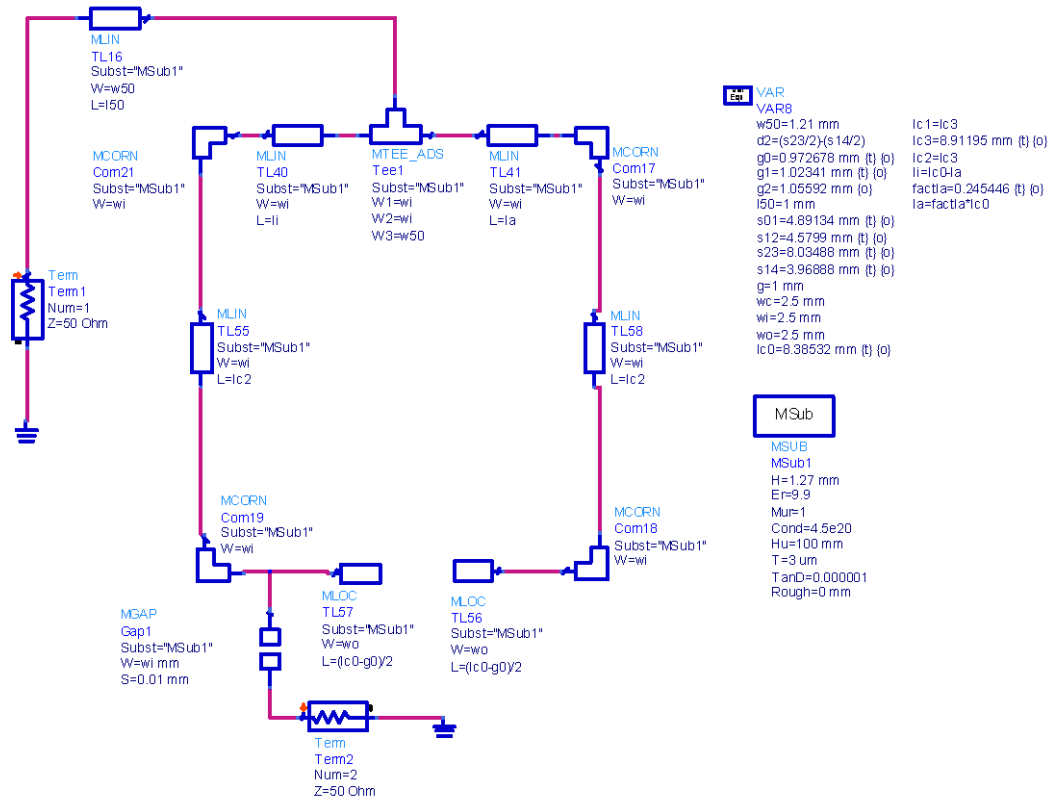 MLIN
TL16
Subst="MSub1"
W=w50
L=l50
MCORN
Corn21
Subst="MSub1"
W=wi
MLIN
TL40
Subst="MSub1"
W=wi
L=li
MTEE_ADS
Tee1
Subst="MSub1"
W1=wi
W2=wi
W3=w50
MLIN
TL41
Subst="MSub1"
W=wi
L=la
MCORN
Corn17
Subst="MSub1"
W=wi
Term
Term1
Num=1
Z=50 Ohm
MLIN
TL55
Subst="MSub1"
W=wi
L=lc2
MLIN
TL58
Subst="MSub1"
W=wi
L=lc2
MCORN
Corn19
Subst="MSub1"
W=wi
MCORN
Corn18
Subst="MSub1"
W=wi
MGAP
Gap1
Subst="MSub1"
W=wi mm
S=0.01 mm
MLOC
TL57
Subst="MSub1"
W=wo
L=(lc0-g0)/2
MLOC
TL56
Subst="MSub1"
W=wo
L=(lc0-g0)/2
Term
Term2
Num=2
Z=50 Ohm
Var
Eqn
VAR
VAR8
w50=1.21 mm
d2=(s23/2)-(s14/2)
g0=0.972678 mm {t} {o}
g1=1.02341 mm {t} {o}
g2=1.05592 mm {o}
l50=1 mm
s01=4.89134 mm {t} {o}
s12=4.5799 mm {t} {o}
s23=8.03488 mm {t} {o}
s14=3.96888 mm {t} {o}
g=1 mm
wc=2.5 mm
wi=2.5 mm
wo=2.5 mm
lc0=8.38532 mm {t} {o}
lc1=lc3
lc3=8.91195 mm {t} {o}
lc2=lc3
li=lc0-la
factla=0.245446 {t} {o}
la=factla*lc0
MSub
MSUB
MSub1
H=1.27 mm
Er=9.9
Mur=1
Cond=4.5e20
Hu=100 mm
T=3 um
TanD=0.000001
Rough=0 mm